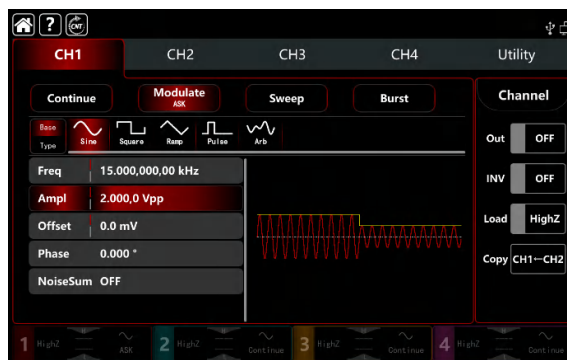 ? CNT
CH1 CH2 CH3 CH4 Utility
Continue Modulate ASK Sweep Burst Channel
Base Type Sine Square Ramp Pulse Arb
Out OFF
Freq 15.000,000,00 kHz
INV OFF
Ampl 2.000,0 Vpp
Offset 0.0 mV
Load HighZ
Phase 0.000 °
Copy CH1←CH2
NoiseSum OFF
1 HighZ ASK 2 HighZ Continue 3 HighZ Continue 4 HighZ Continue